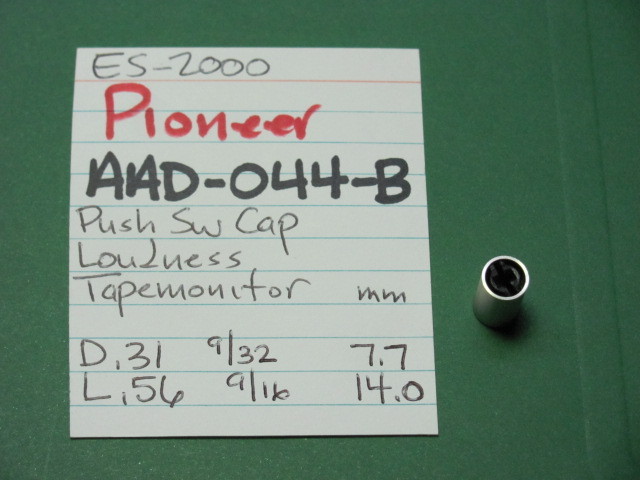 ES-2000
Pioneer
AAD-044-B
Push Sw Cap
Loudness
Tapemonitor mm
D.31 9/32 7.7
L.56 9/16 14.0